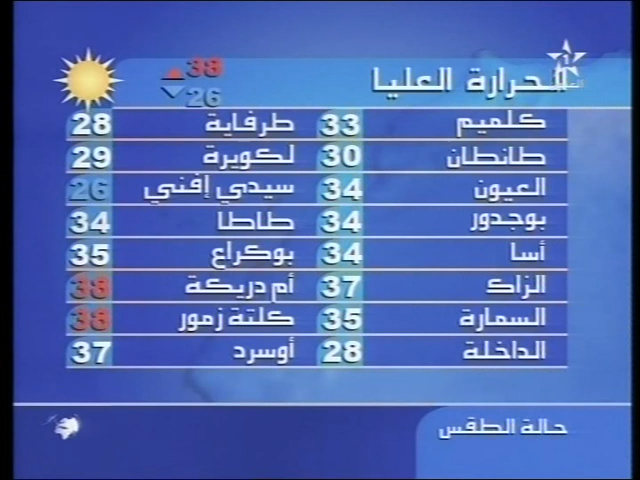 الحرارة العليا
38
26
كلميم 33 طرفاية 28
طانطان 30 لكويرة 29
العيون 34 سيدي إفني 26
بوجدور 34 طاطا 34
أسا 34 بوكراع 35
الزاك 37 أم دريكة 38
السمارة 35 كلتة زمور 38
الداخلة 28 أوسرد 37
حالة الطقس